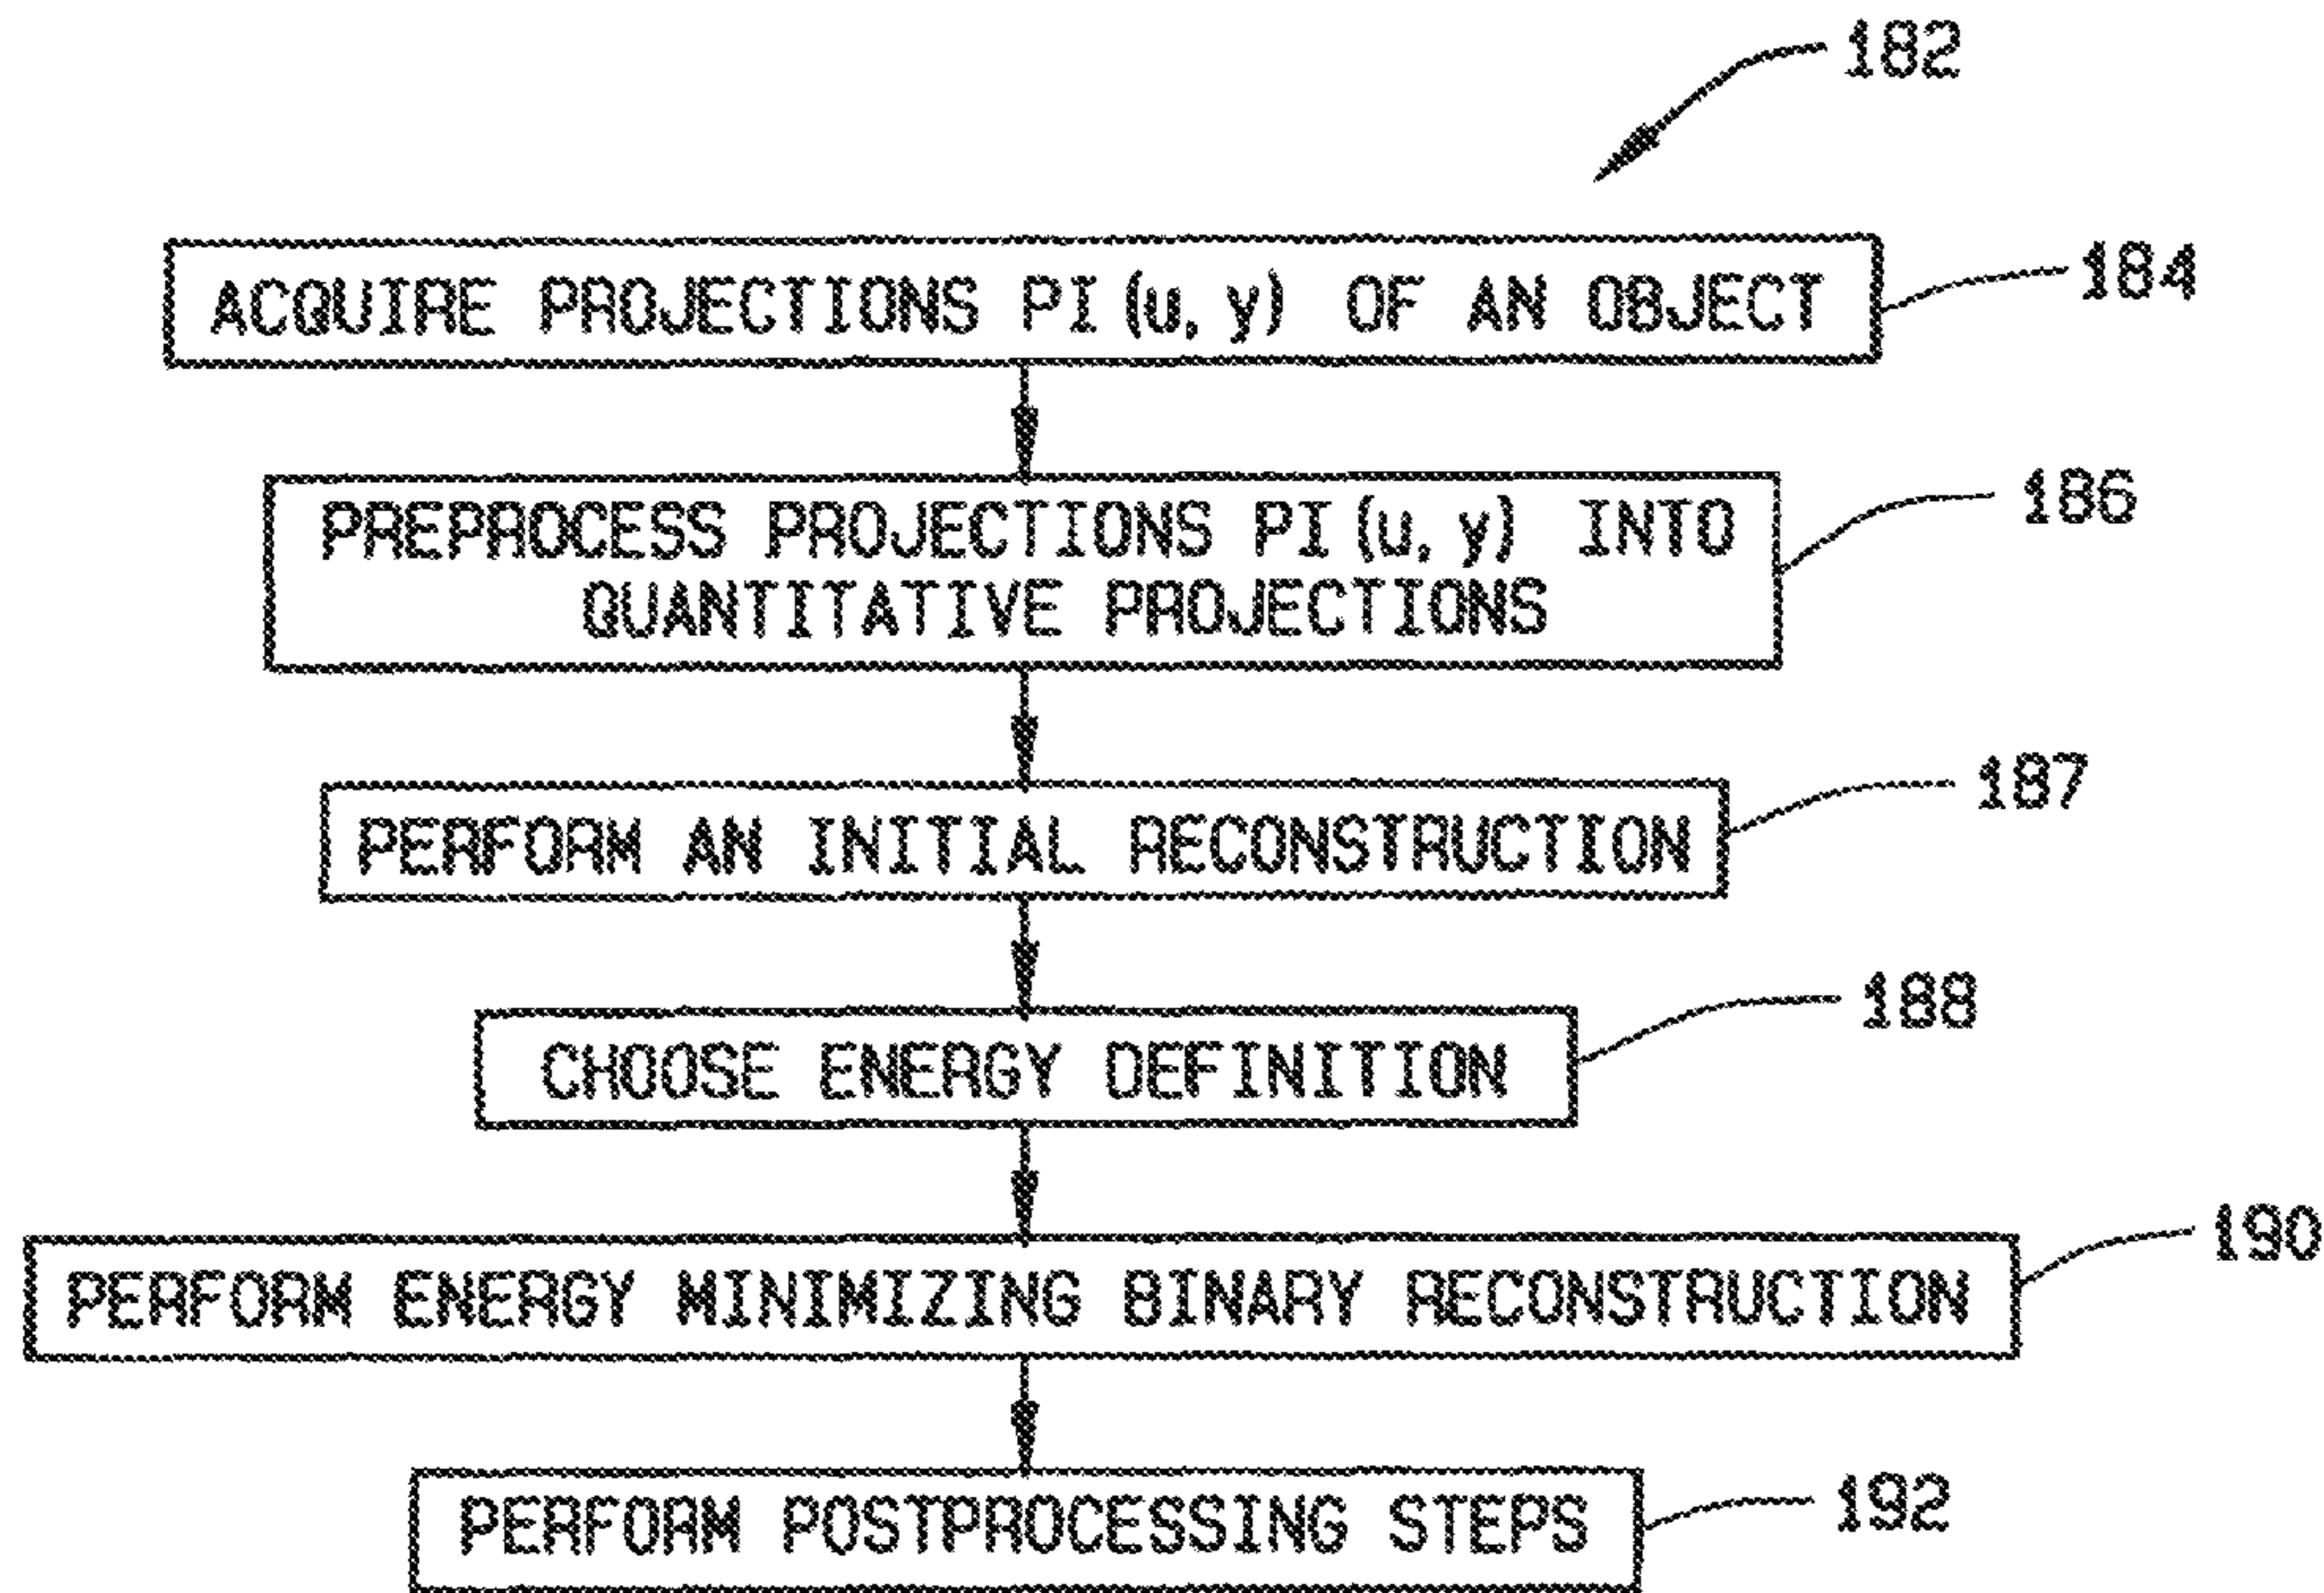 182
ACQUIRE PROJECTIONS PI(u, y) OF AN OBJECT
184
PREPROCESS PROJECTIONS PI(u, y) INTO
QUANTITATIVE PROJECTIONS
186
PERFORM AN INITIAL RECONSTRUCTION
187
CHOOSE ENERGY DEFINITION
188
PERFORM ENERGY MINIMIZING BINARY RECONSTRUCTION
190
PERFORM POSTPROCESSING STEPS
192